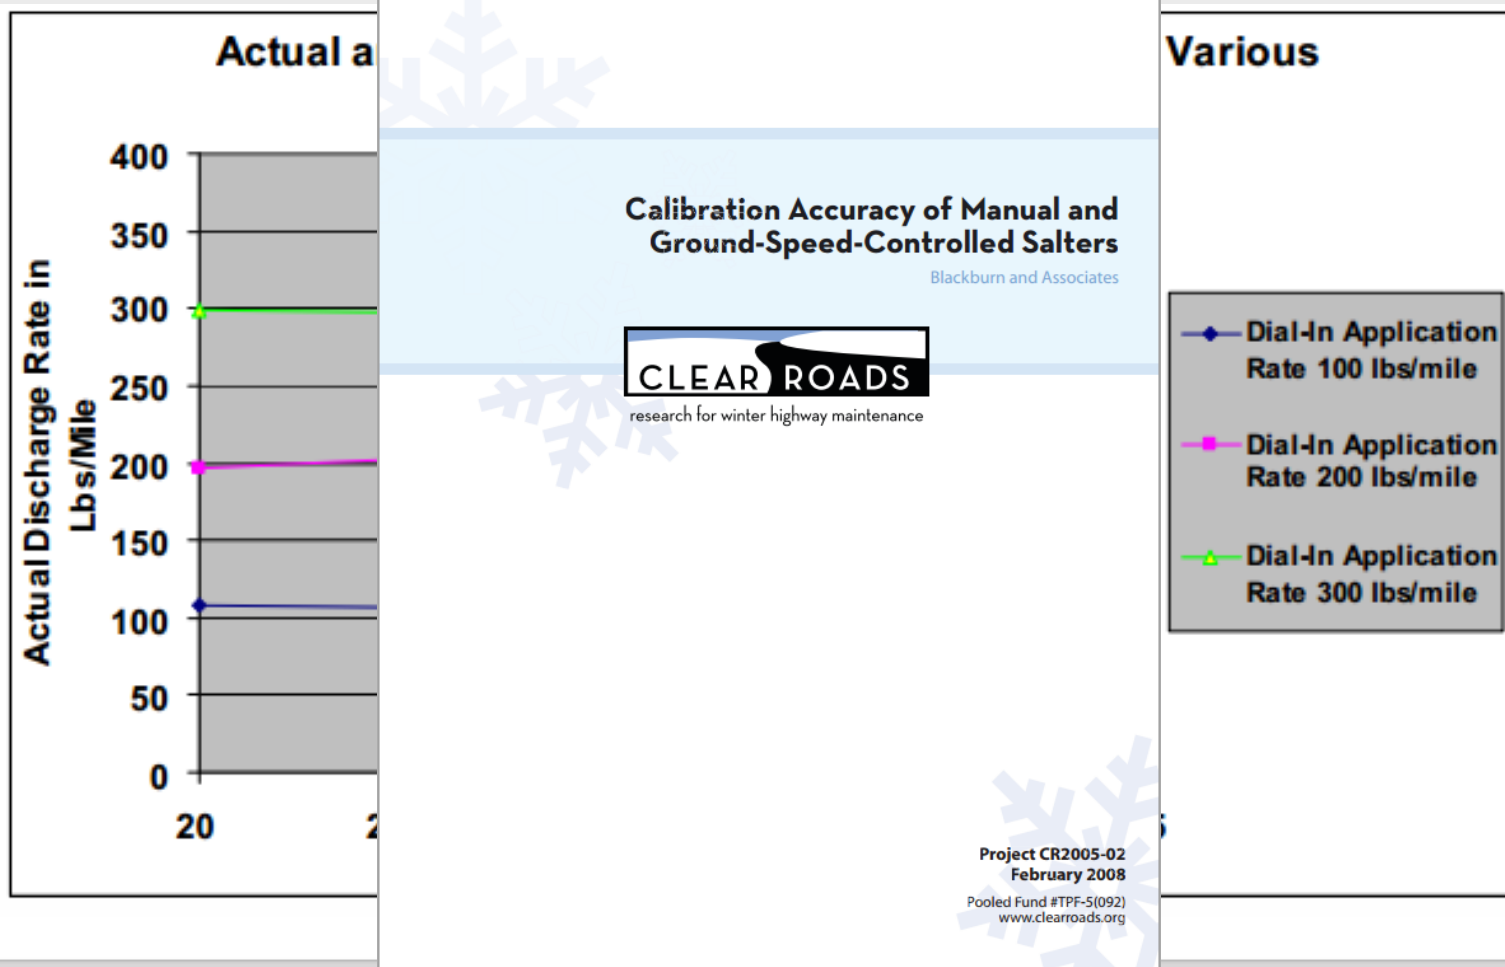 Actual a
Various
400
350
300
250
200
150
100
50
0
20
Actual Discharge Rate in
Lbs/Mile
Calibration Accuracy of Manual and
Ground-Speed-Controlled Salters
Blackburn and Associates
CLEAR ROADS
research for winter highway maintenance
Project CR2005-02
February 2008
Pooled Fund #TPF-5(092)
www.clearroads.org
Dial-In Application
Rate 100 lbs/mile
Dial-In Application
Rate 200 lbs/mile
Dial-In Application
Rate 300 lbs/mile